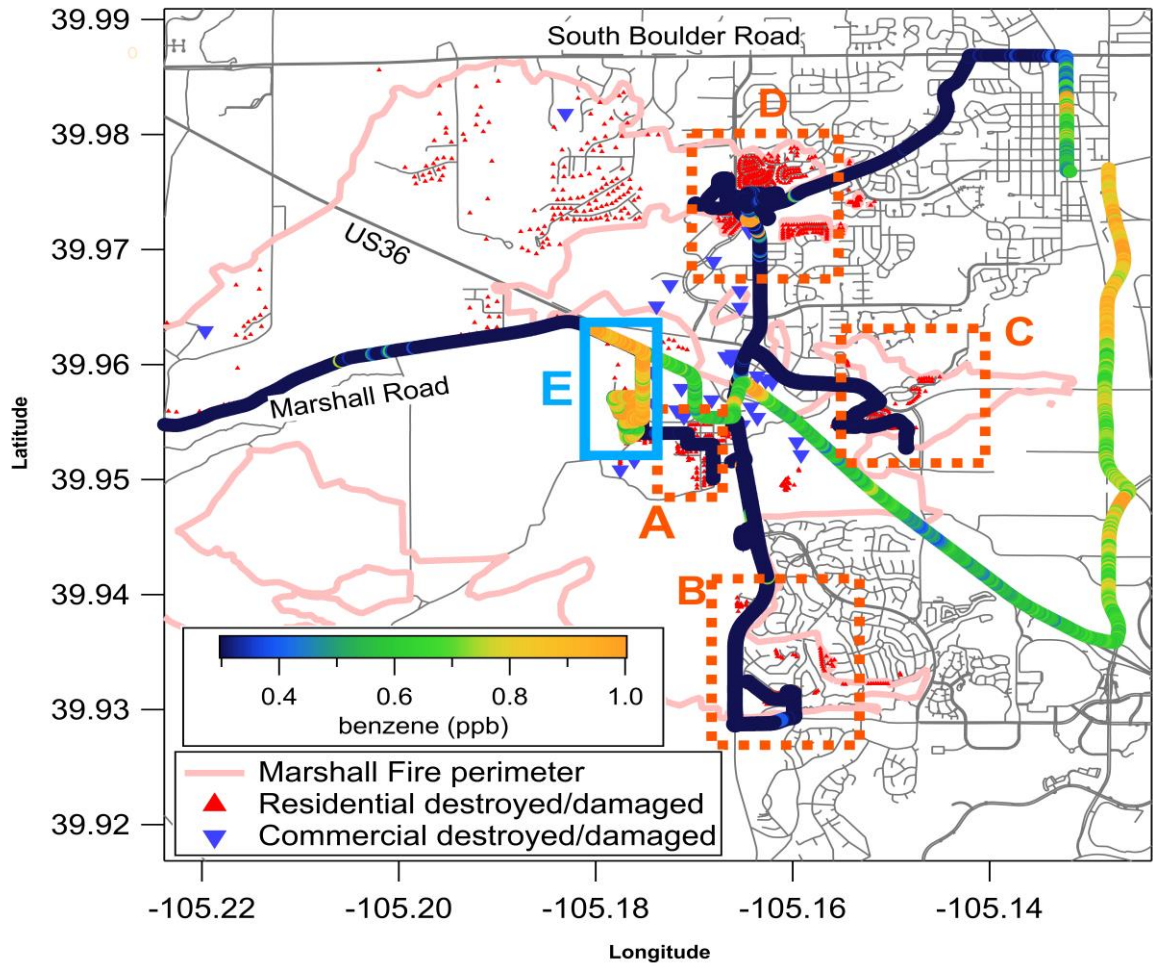 39.99
39.98
39.97
39.96
39.95
39.94
39.93
39.92
Latitude
South Boulder Road
US36
Marshall Road
D
C
E
A
B
0.4 0.6 0.8 1.0
benzene (ppb)
Marshall Fire perimeter
Residential destroyed/damaged
Commercial destroyed/damaged
-105.22 -105.20 -105.18 -105.16 -105.14
Longitude